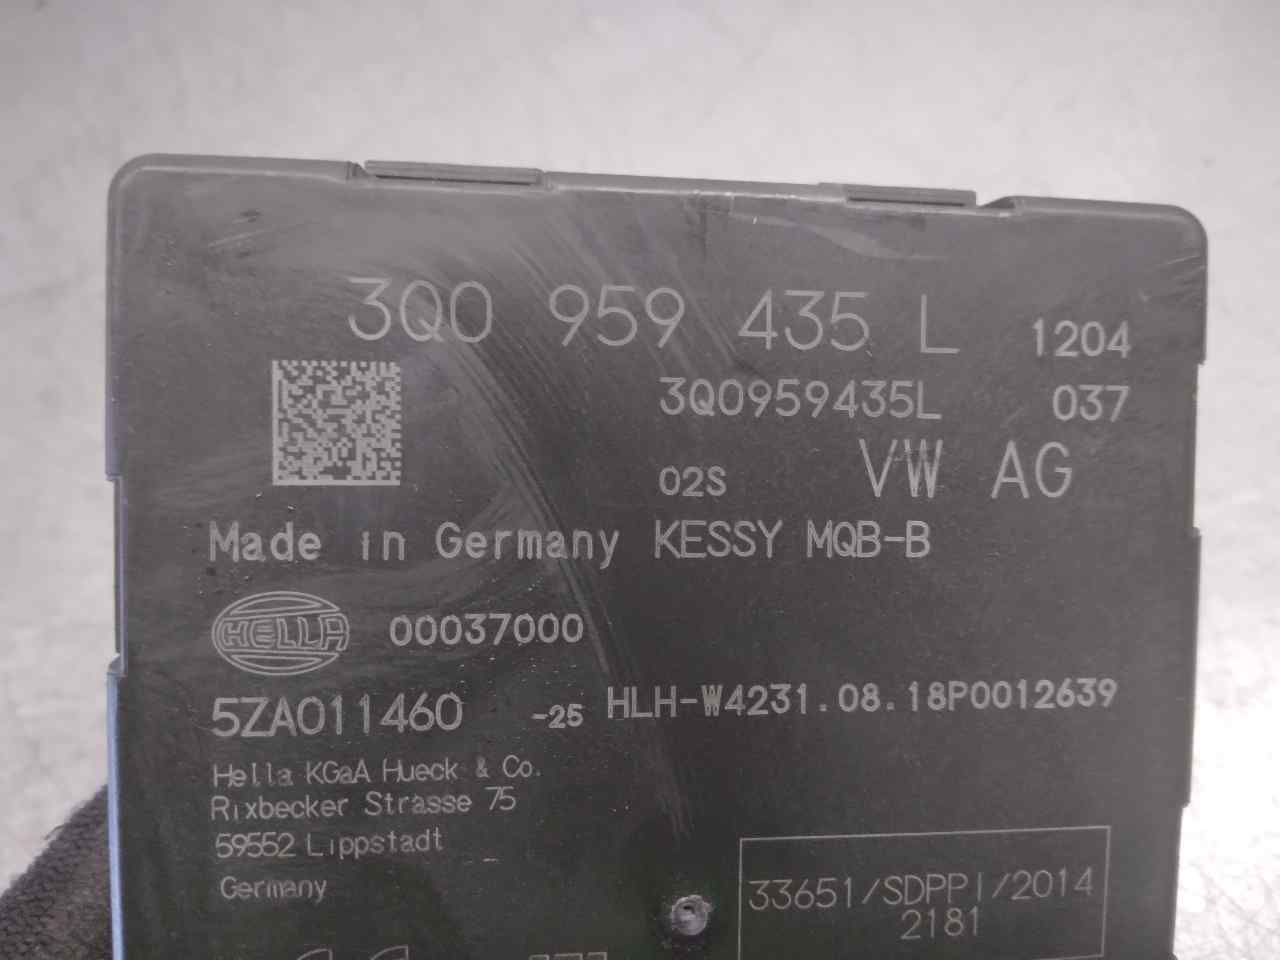 3Q0 959 435 L 1204
3Q0959435L 037
02S VW AG
Made in Germany KESSY MQB-B
HELLA 00037000
5ZA011460 -25 HLH-W4231.08.18P0012639
Hella KGaA Hueck & Co.
Rixbecker Strasse 75
59552 Lippstadt
Germany
33651/SDPPI/2014
2181